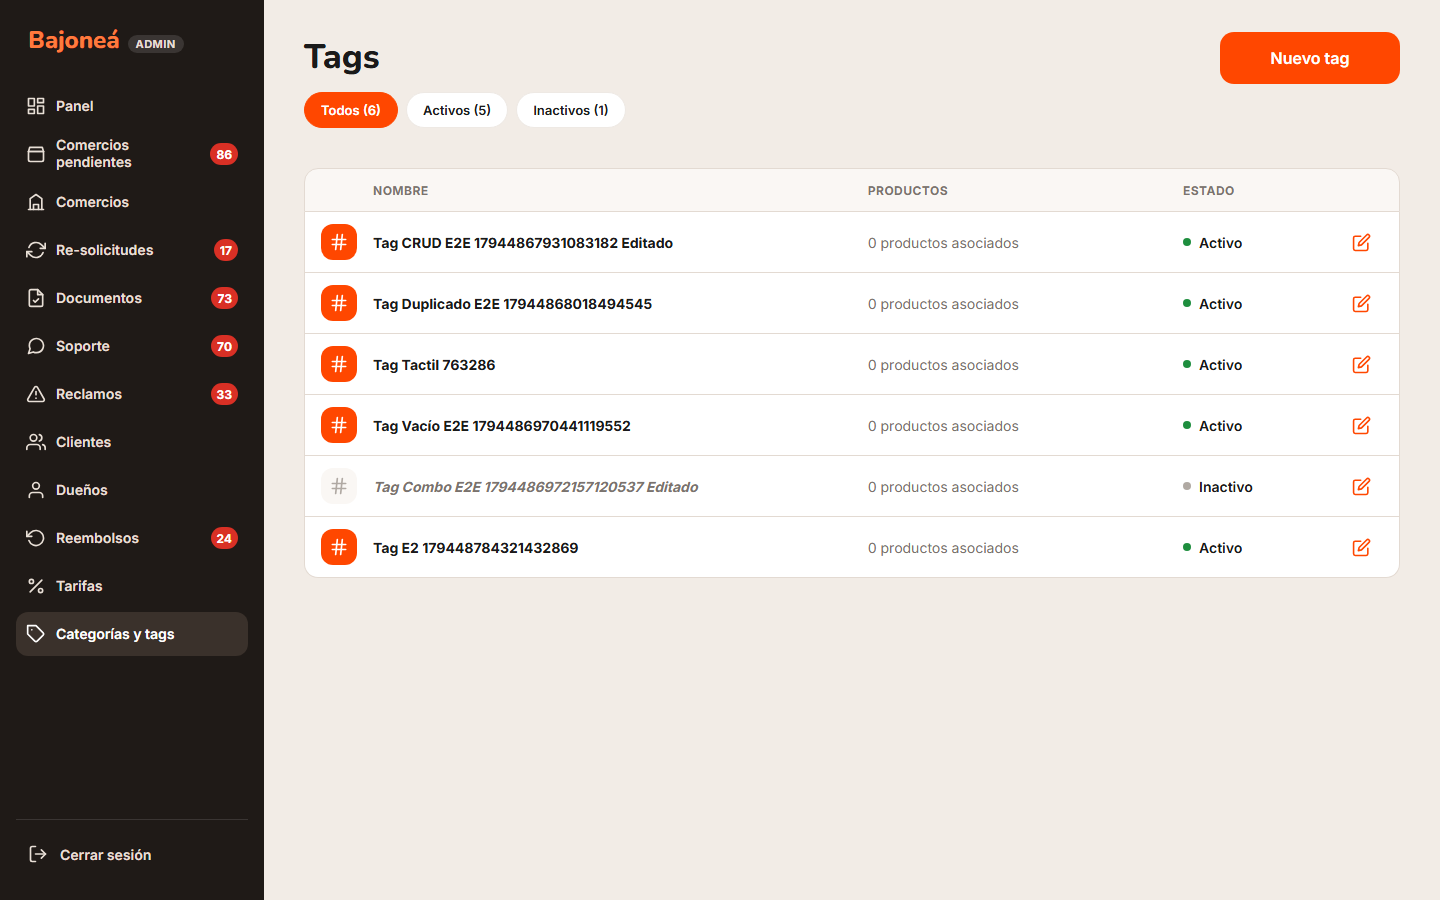 Bajoneá ADMIN
Panel
Comercios
pendientes
86
Comercios
Re-solicitudes 17
Documentos 73
Soporte 70
Reclamos 33
Clientes
Dueños
Reembolsos 24
Tarifas
Categorías y tags
Cerrar sesión
Tags
Nuevo tag
Todos (6) Activos (5) Inactivos (1)
NOMBRE PRODUCTOS ESTADO
Tag CRUD E2E 17944867931083182 Editado 0 productos asociados Activo
Tag Duplicado E2E 17944868018494545 0 productos asociados Activo
Tag Tactil 763286 0 productos asociados Activo
Tag Vacío E2E 1794486970441119552 0 productos asociados Activo
Tag Combo E2E 1794486972157120537 Editado 0 productos asociados Inactivo
Tag E2 179448784321432869 0 productos asociados Activo